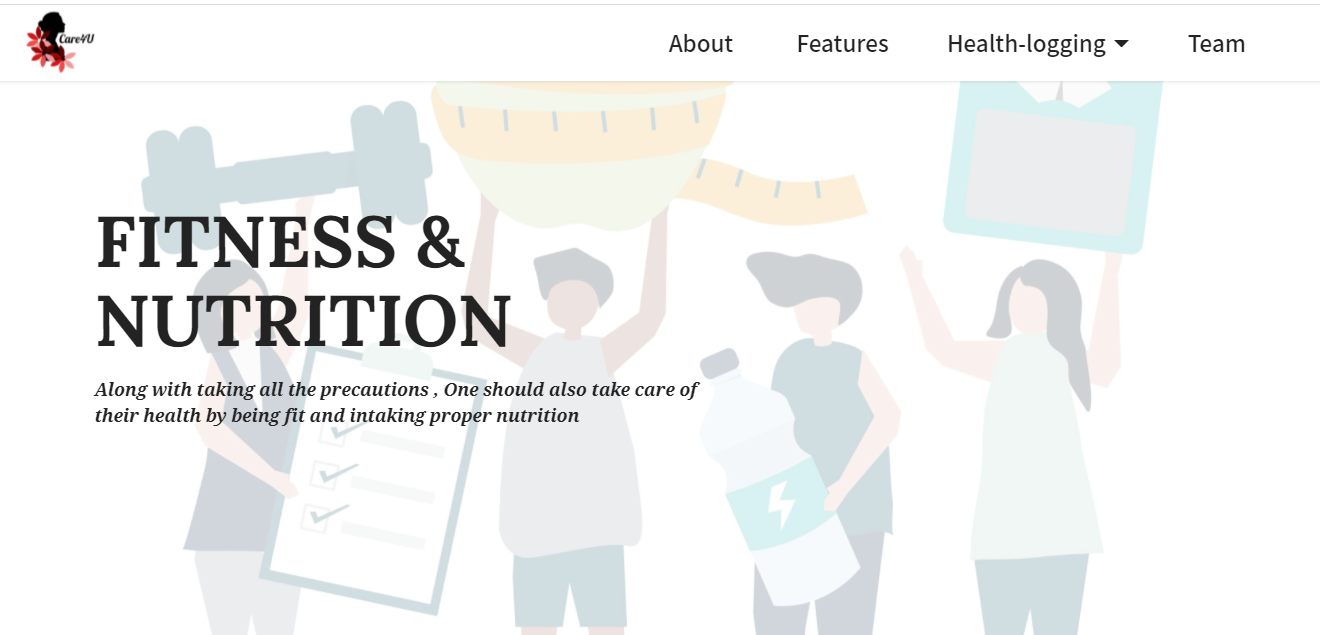 Care4U
About
Features
Health-logging
Team
FITNESS &
NUTRITION
Along with taking all the precautions , One should also take care of
their health by being fit and intaking proper nutrition